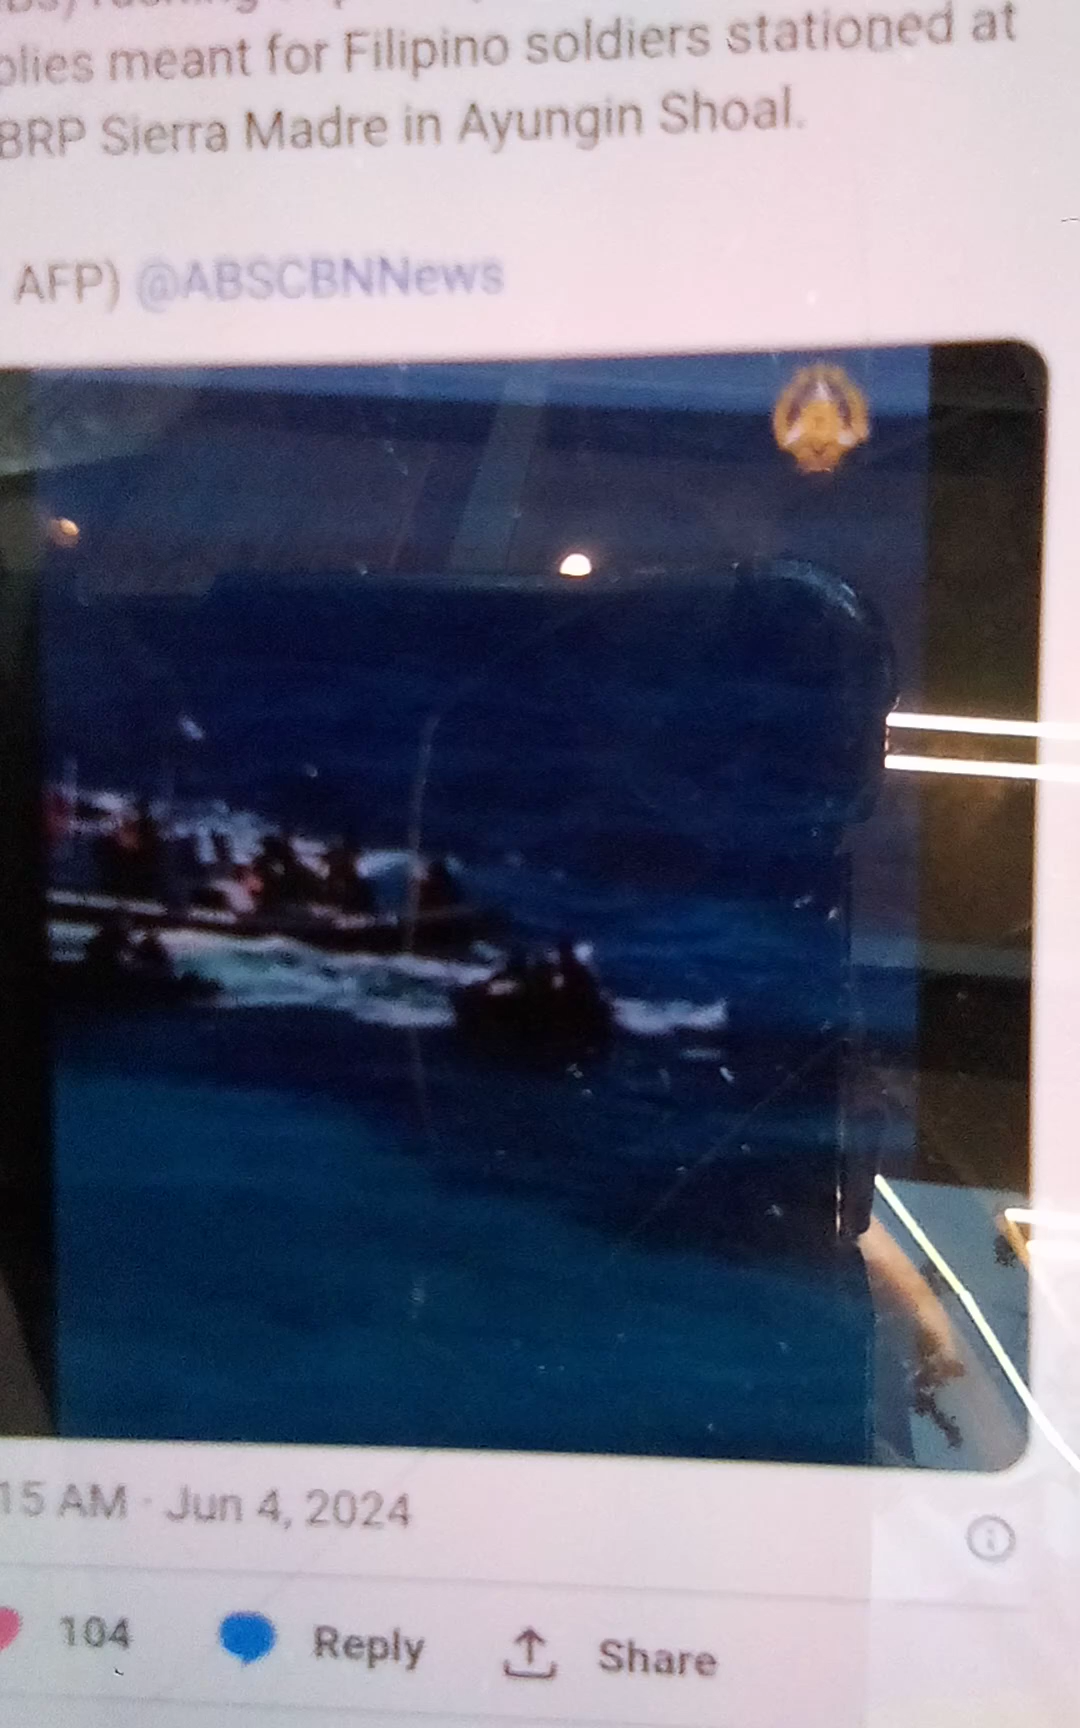 meant for Filipino soldiers stationed at
BRP Sierra Madre in Ayungin Shoal.
AFP) @ABSCBNNews
15 AM · Jun 4, 2024
104 Reply Share